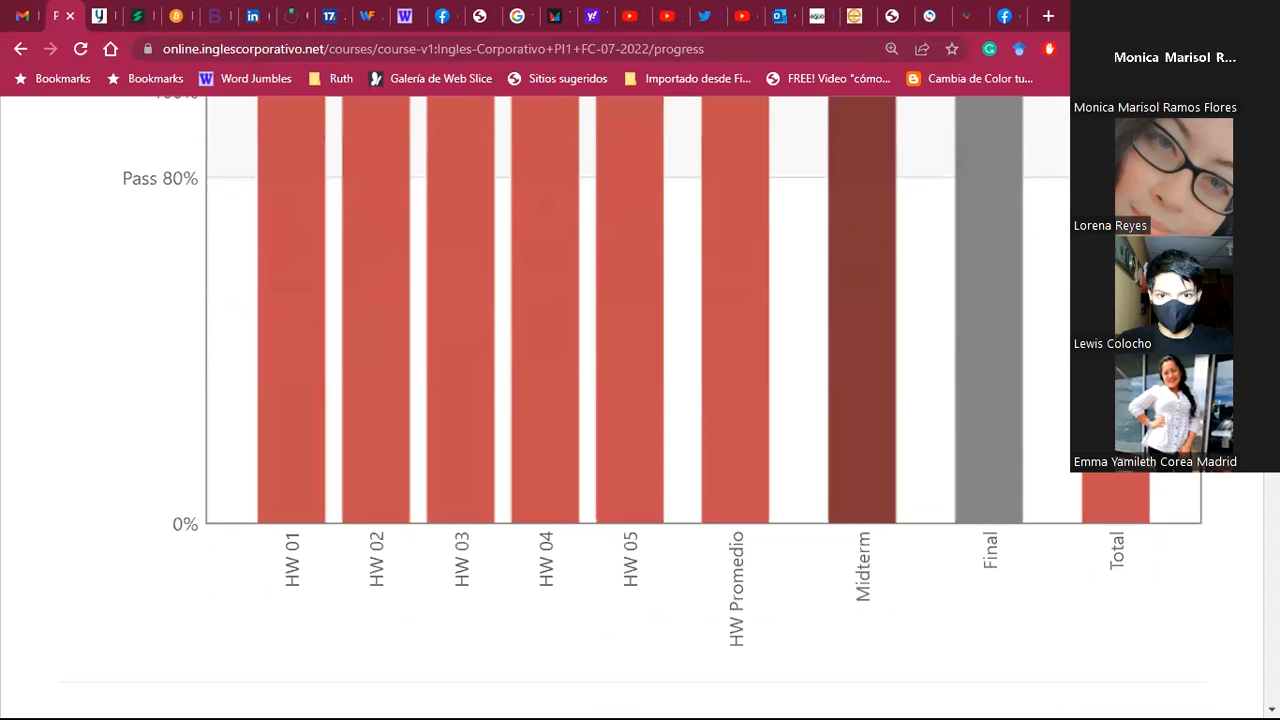 P
17
online.inglescorporativo.net/courses/course-v1:Ingles-Corporativo+PI1+FC-07-2022/progress
Bookmarks
Bookmarks
Word Jumbles
Ruth
Galería de Web Slice
Sitios sugeridos
Importado desde Fi...
FREE! Video "cómo...
Cambia de Color tu...
Monica Marisol R...
Monica Marisol Ramos Flores
Lorena Reyes
Lewis Colocho
Emma Yamileth Corea Madrid
Pass 80%
0%
HW 01
HW 02
HW 03
HW 04
HW 05
HW Promedio
Midterm
Final
Total